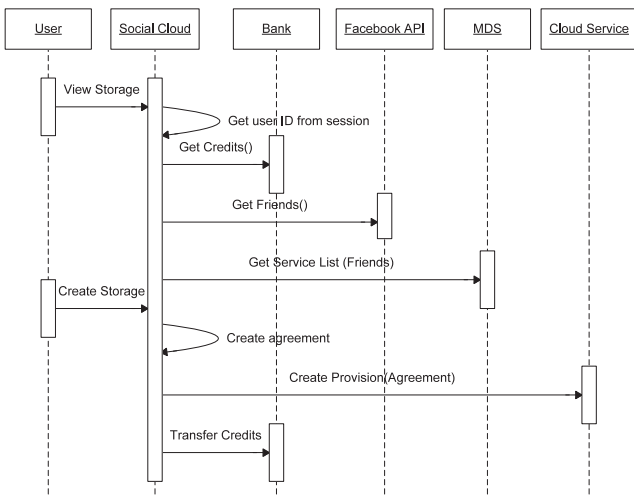 User Social Cloud Bank Facebook API MDS Cloud Service
View Storage
Get user ID from session
Get Credits()
Get Friends()
Get Service List (Friends)
Create Storage
Create agreement
Create Provision(Agreement)
Transfer Credits